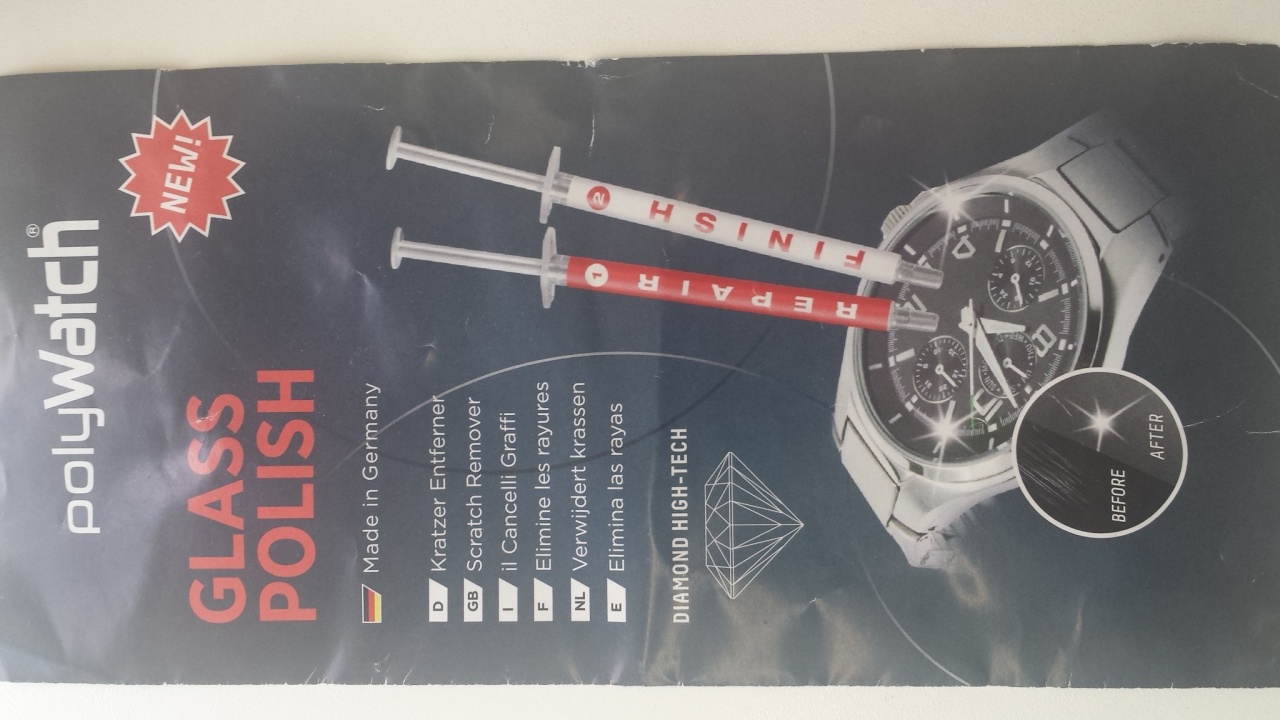 polyWatch®
NEW!
GLASS
POLISH
Made in Germany
D Kratzer Entferner
GB Scratch Remover
I il Cancelli Graffi
F Elimine les rayures
NL Verwijdert krassen
E Elimina las rayas
DIAMOND HIGH-TECH
1 REPAIR
2 FINISH
BEFORE
AFTER